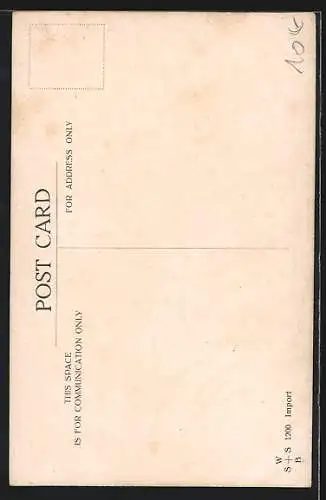 POST CARD
THIS SPACE
IS FOR COMMUNICATION ONLY
FOR ADDRESS ONLY
W
S+S 1200 Import
B
10€